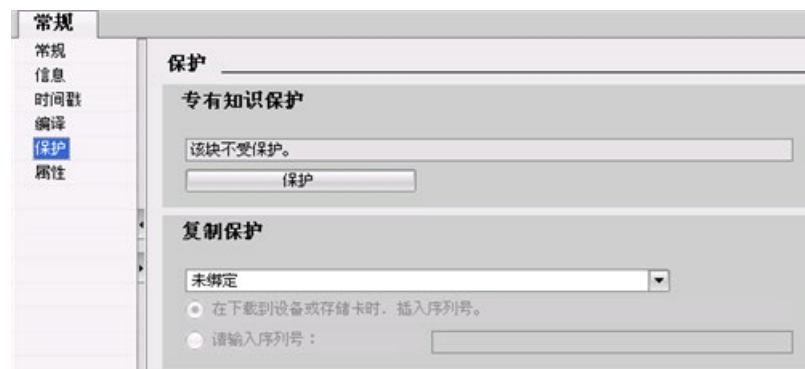 常规
常规
信息
时间戳
编译
保护
属性
保护
专有知识保护
该块不受保护。
保护
复制保护
未绑定
在下载到设备或存储卡时，插入序列号。
请输入序列号：